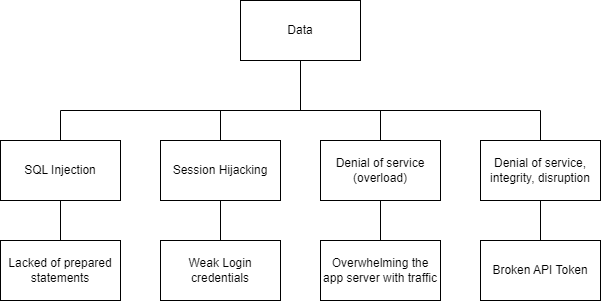 Data
SQL Injection
Session Hijacking
Denial of service
(overload)
Denial of service,
integrity, disruption
Lacked of prepared
statements
Weak Login
credentials
Overwhelming the
app server with traffic
Broken API Token